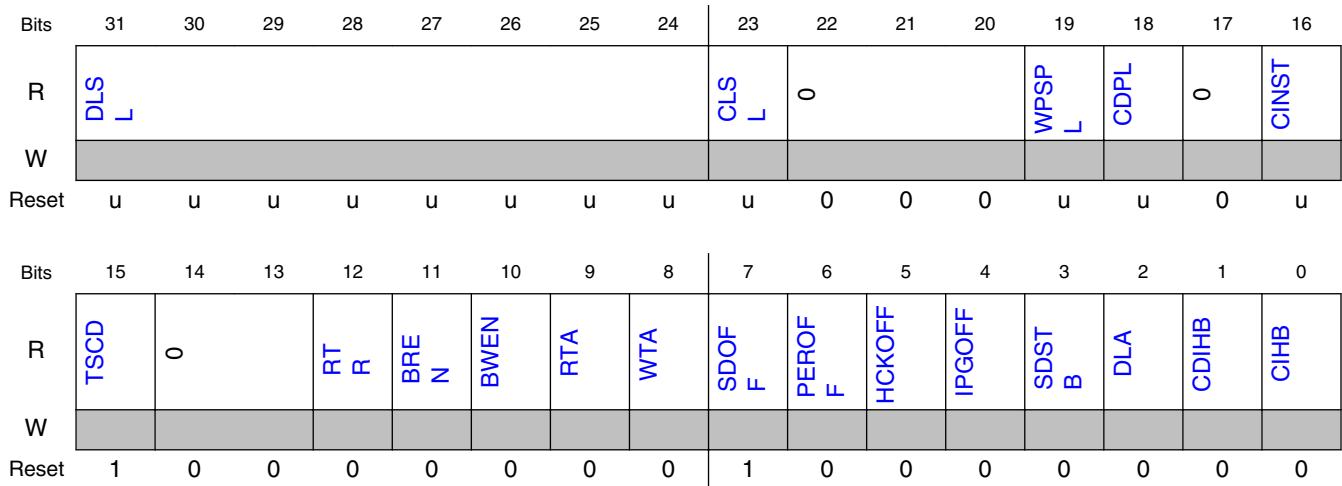 Bits 31 30 29 28 27 26 25 24 23 22 21 20 19 18 17 16
R DLS L CLS L 0 WPSP L CDPL 0 CINST
W
Reset u u u u u u u u u 0 0 0 u u 0 u
Bits 15 14 13 12 11 10 9 8 7 6 5 4 3 2 1 0
R TSCD 0 RT R BRE N BWEN RTA WTA SDOF F PEROF F HCKOFF IPGOFF SDST B DLA CDIHB CIHB
W
Reset 1 0 0 0 0 0 0 0 1 0 0 0 0 0 0 0